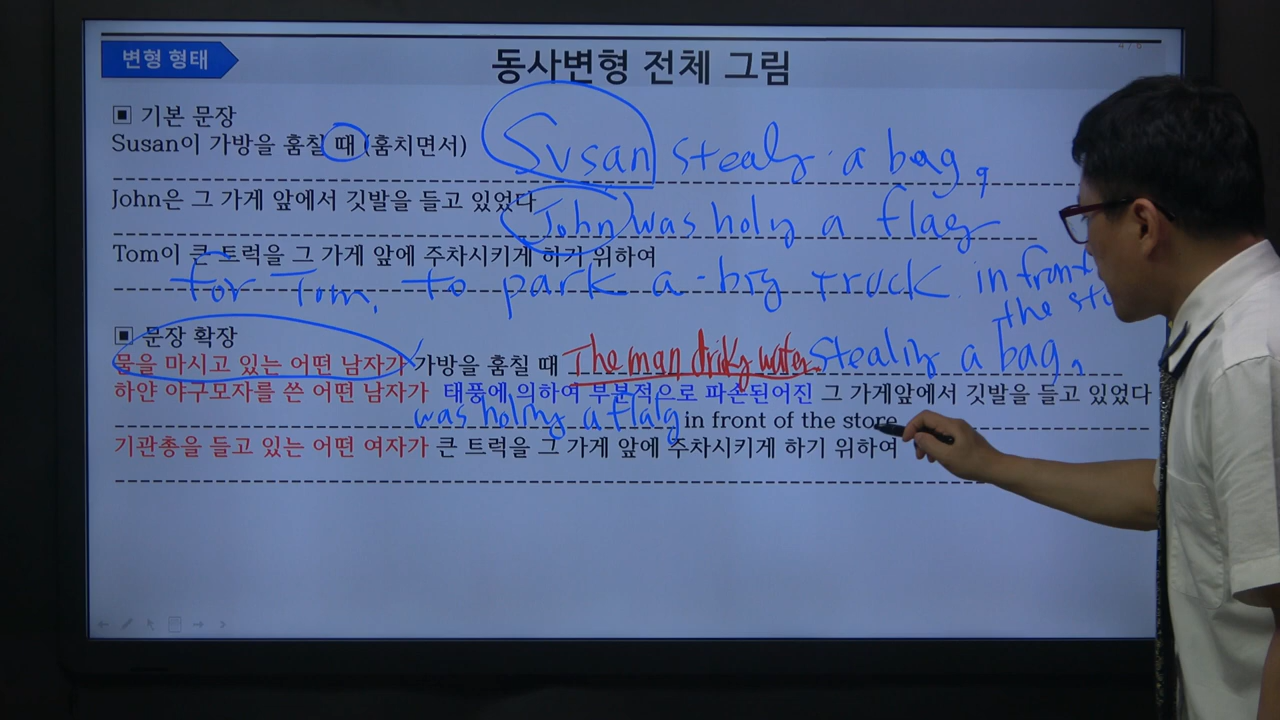 변형 형태
동사변형 전체 그림
▣ 기본 문장
Susan이 가방을 훔칠 때 (훔치면서) Susan stealg a bag,
John은 그 가게 앞에서 깃발을 들고 있었다 John was holy a flag
Tom이 큰 트럭을 그 가게 앞에 주차시키게 하기 위하여
for Tom, to park a big truck in front
the sto
▣ 문장 확장
물을 마시고 있는 어떤 남자가 가방을 훔칠 때 The man drikg water. stealig a bag,
하얀 야구모자를 쓴 어떤 남자가 태풍에 의하여 부분적으로 파손된어진 그 가게앞에서 깃발을 들고 있었다
was holing a flalg in front of the store
기관총을 들고 있는 어떤 여자가 큰 트럭을 그 가게 앞에 주차시키게 하기 위하여